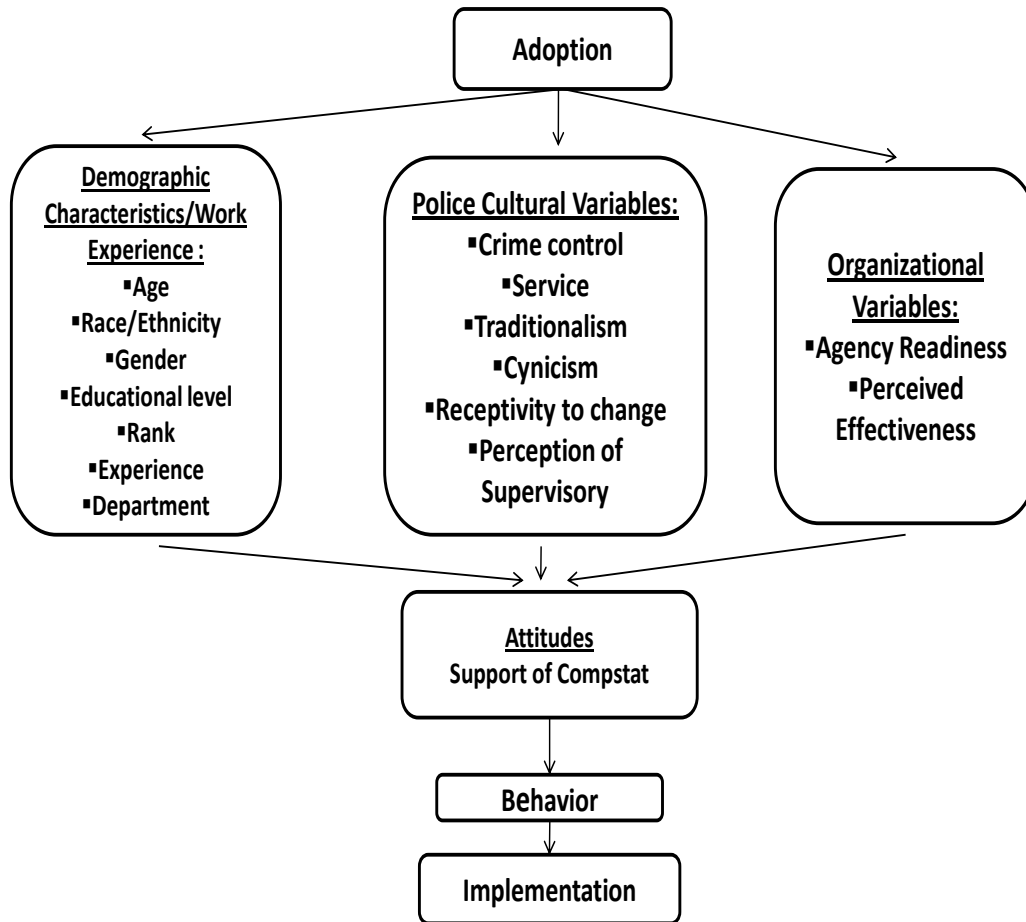 Adoption
Demographic
Characteristics/Work
Experience :
▪Age
▪Race/Ethnicity
▪Gender
▪Educational level
▪Rank
▪Experience
▪Department
Police Cultural Variables:
▪Crime control
▪Service
▪Traditionalism
▪Cynicism
▪Receptivity to change
▪Perception of
Supervisory
Organizational
Variables:
▪Agency Readiness
▪Perceived
Effectiveness
Attitudes
Support of Compstat
Behavior
Implementation